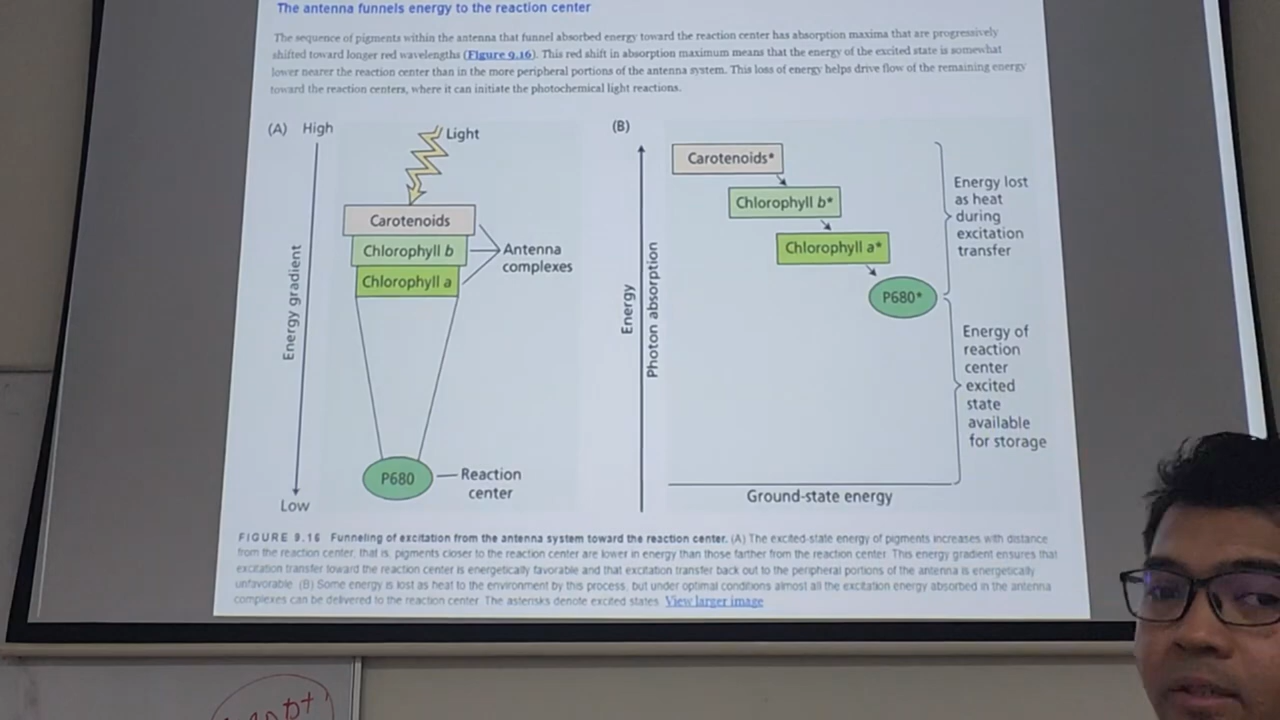 The antenna funnels energy to the reaction center
The sequence of pigments within the antenna that funnel absorbed energy toward the reaction center has absorption maxima that are progressively
shifted toward longer red wavelengths (Figure 9.16). This red shift in absorption maximum means that the energy of the excited state is somewhat
lower nearer the reaction center than in the more peripheral portions of the antenna system. This loss of energy helps drive flow of the remaining energy
toward the reaction centers, where it can initiate the photochemical light reactions.
(A) High
Light
Carotenoids
Chlorophyll b
Chlorophyll a
Antenna
complexes
Energy gradient
P680
Reaction
center
Low
(B)
Carotenoids*
Chlorophyll b*
Chlorophyll a*
P680*
Energy
Photon absorption
Energy lost
as heat
during
excitation
transfer
Energy of
reaction
center
excited
state
available
for storage
Ground-state energy
FIGURE 9.16 Funneling of excitation from the antenna system toward the reaction center. (A) The excited-state energy of pigments increases with distance
from the reaction center, that is, pigments closer to the reaction center are lower in energy than those farther from the reaction center. This energy gradient ensures that
excitation transfer toward the reaction center is energetically favorable and that excitation transfer back out to the peripheral portions of the antenna is energetically
unfavorable. (B) Some energy is lost as heat to the environment by this process, but under optimal conditions almost all the excitation energy absorbed in the antenna
complexes can be delivered to the reaction center. The asterisks denote excited states. View larger image